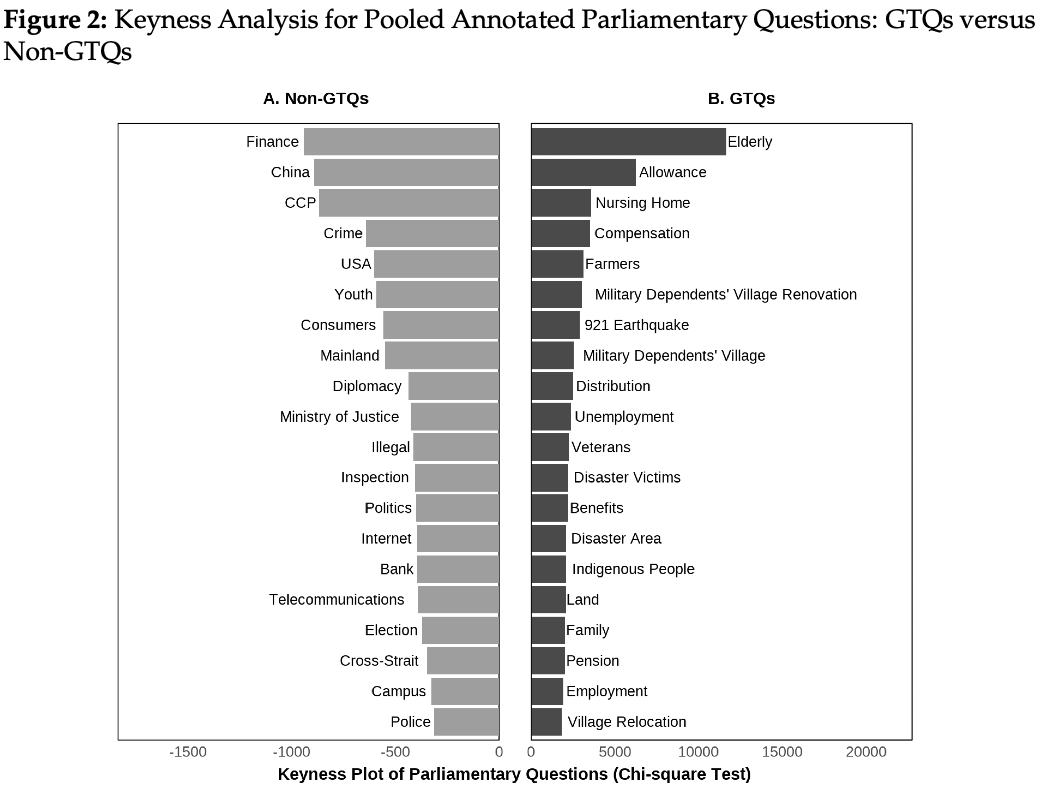 Figure 2: Keyness Analysis for Pooled Annotated Parliamentary Questions: GTQs versus
Non-GTQs
A. Non-GTQs
B. GTQs
Finance
Elderly
China
Allowance
CCP
Nursing Home
Crime
Compensation
USA
Farmers
Youth
Military Dependents' Village Renovation
Consumers
921 Earthquake
Mainland
Military Dependents' Village
Diplomacy
Distribution
Ministry of Justice
Unemployment
Illegal
Veterans
Inspection
Disaster Victims
Politics
Benefits
Internet
Disaster Area
Bank
Indigenous People
Telecommunications
Land
Election
Family
Cross-Strait
Pension
Campus
Employment
Police
Village Relocation
-1500 -1000 -500 0
0 5000 10000 15000 20000
Keyness Plot of Parliamentary Questions (Chi-square Test)